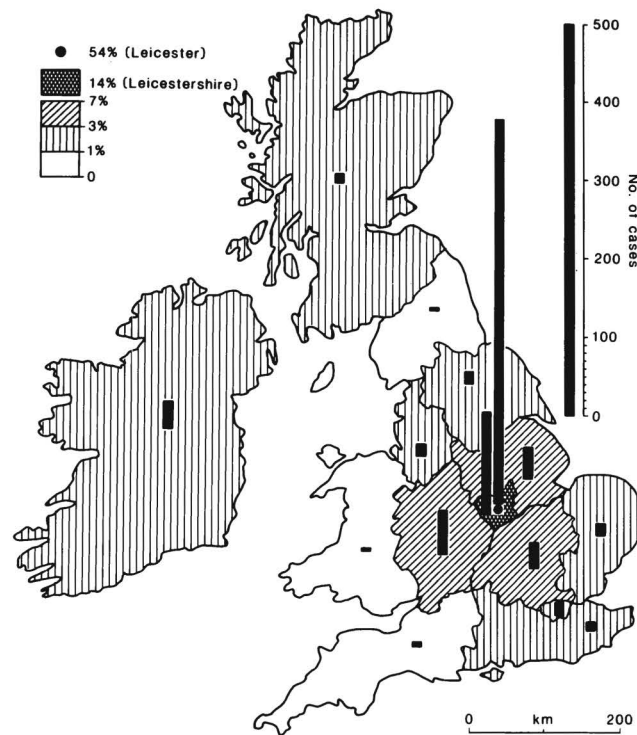 54% (Leicester)
14% (Leicestershire)
7%
3%
1%
0
500
400
300
200
100
0
No. of cases
0 km 200